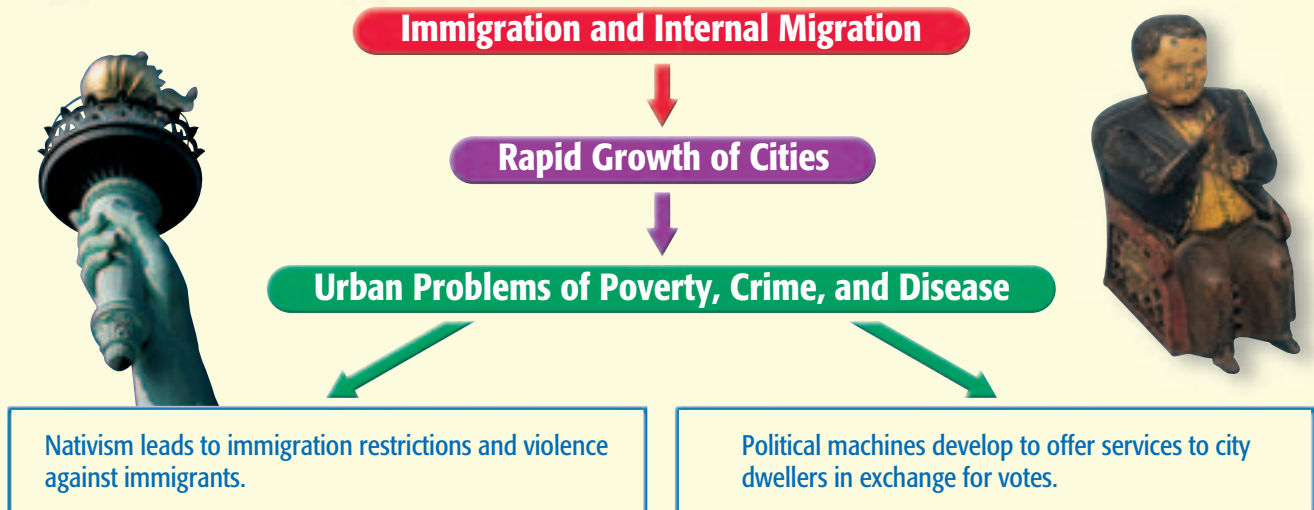 Immigration and Internal Migration
Rapid Growth of Cities
Urban Problems of Poverty, Crime, and Disease
Nativism leads to immigration restrictions and violence
against immigrants.
Political machines develop to offer services to city
dwellers in exchange for votes.